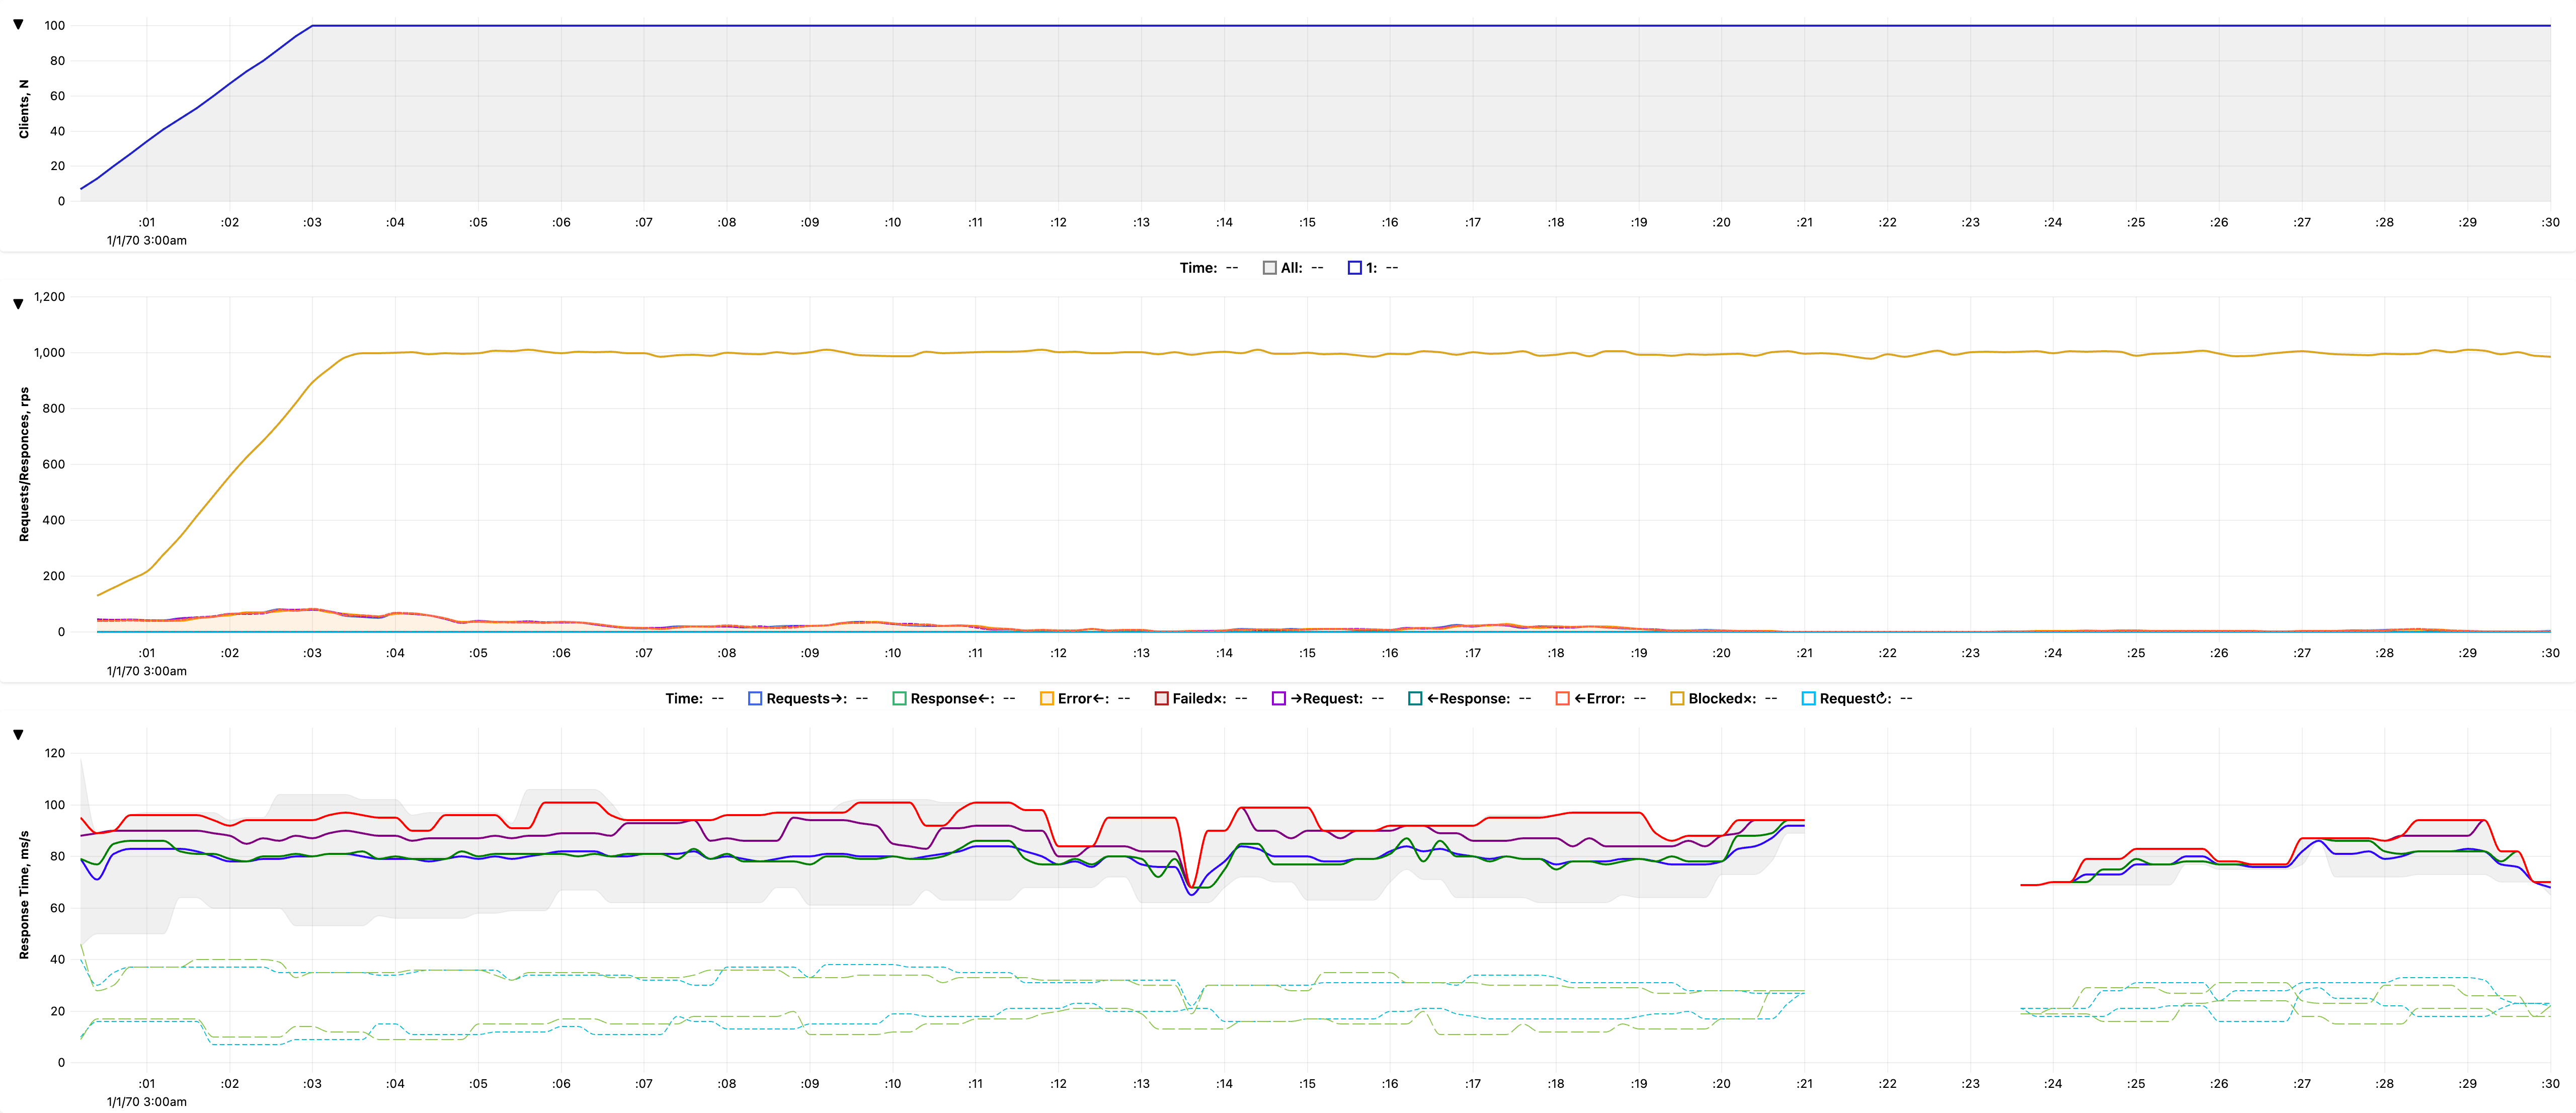 ▼
Clients, N
100
80
60
40
20
0
:01 :02 :03 :04 :05 :06 :07 :08 :09 :10 :11 :12 :13 :14 :15 :16 :17 :18 :19 :20 :21 :22 :23 :24 :25 :26 :27 :28 :29 :30
1/1/70 3:00am
Time: -- All: -- 1: --
▼
Requests/Responces, rps
1,200
1,000
800
600
400
200
0
:01 :02 :03 :04 :05 :06 :07 :08 :09 :10 :11 :12 :13 :14 :15 :16 :17 :18 :19 :20 :21 :22 :23 :24 :25 :26 :27 :28 :29 :30
1/1/70 3:00am
Time: -- Requests→: -- Response←: -- Error←: -- Failed×: -- →Request: -- ←Response: -- ←Error: -- Blocked×: -- Request↻: --
▼
Response Time, ms/s
120
100
80
60
40
20
0
:01 :02 :03 :04 :05 :06 :07 :08 :09 :10 :11 :12 :13 :14 :15 :16 :17 :18 :19 :20 :21 :22 :23 :24 :25 :26 :27 :28 :29 :30
1/1/70 3:00am